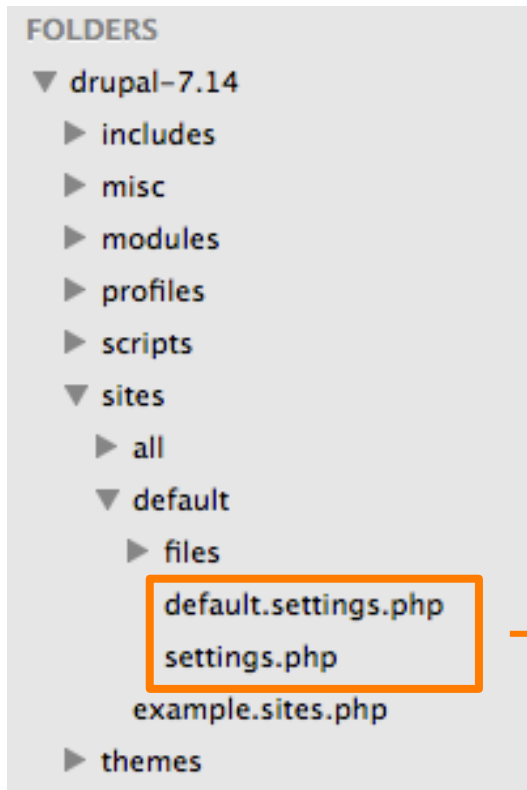 FOLDERS
drupal-7.14
includes
misc
modules
profiles
scripts
sites
all
default
files
default.settings.php
settings.php
example.sites.php
themes